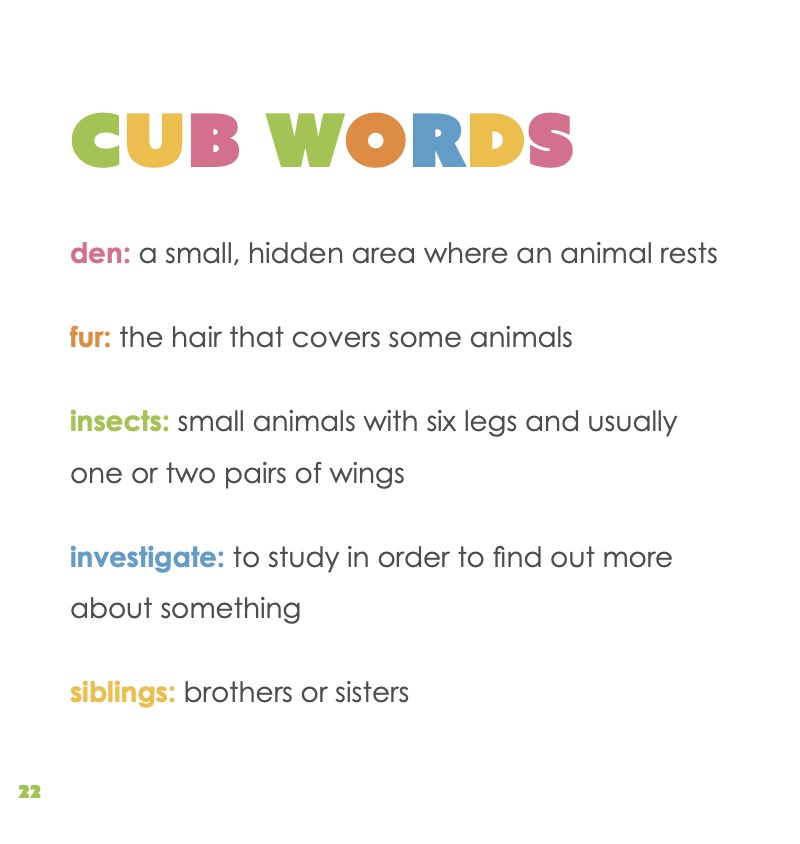 CUB WORDS
den: a small, hidden area where an animal rests
fur: the hair that covers some animals
insects: small animals with six legs and usually
one or two pairs of wings
investigate: to study in order to find out more
about something
siblings: brothers or sisters
22